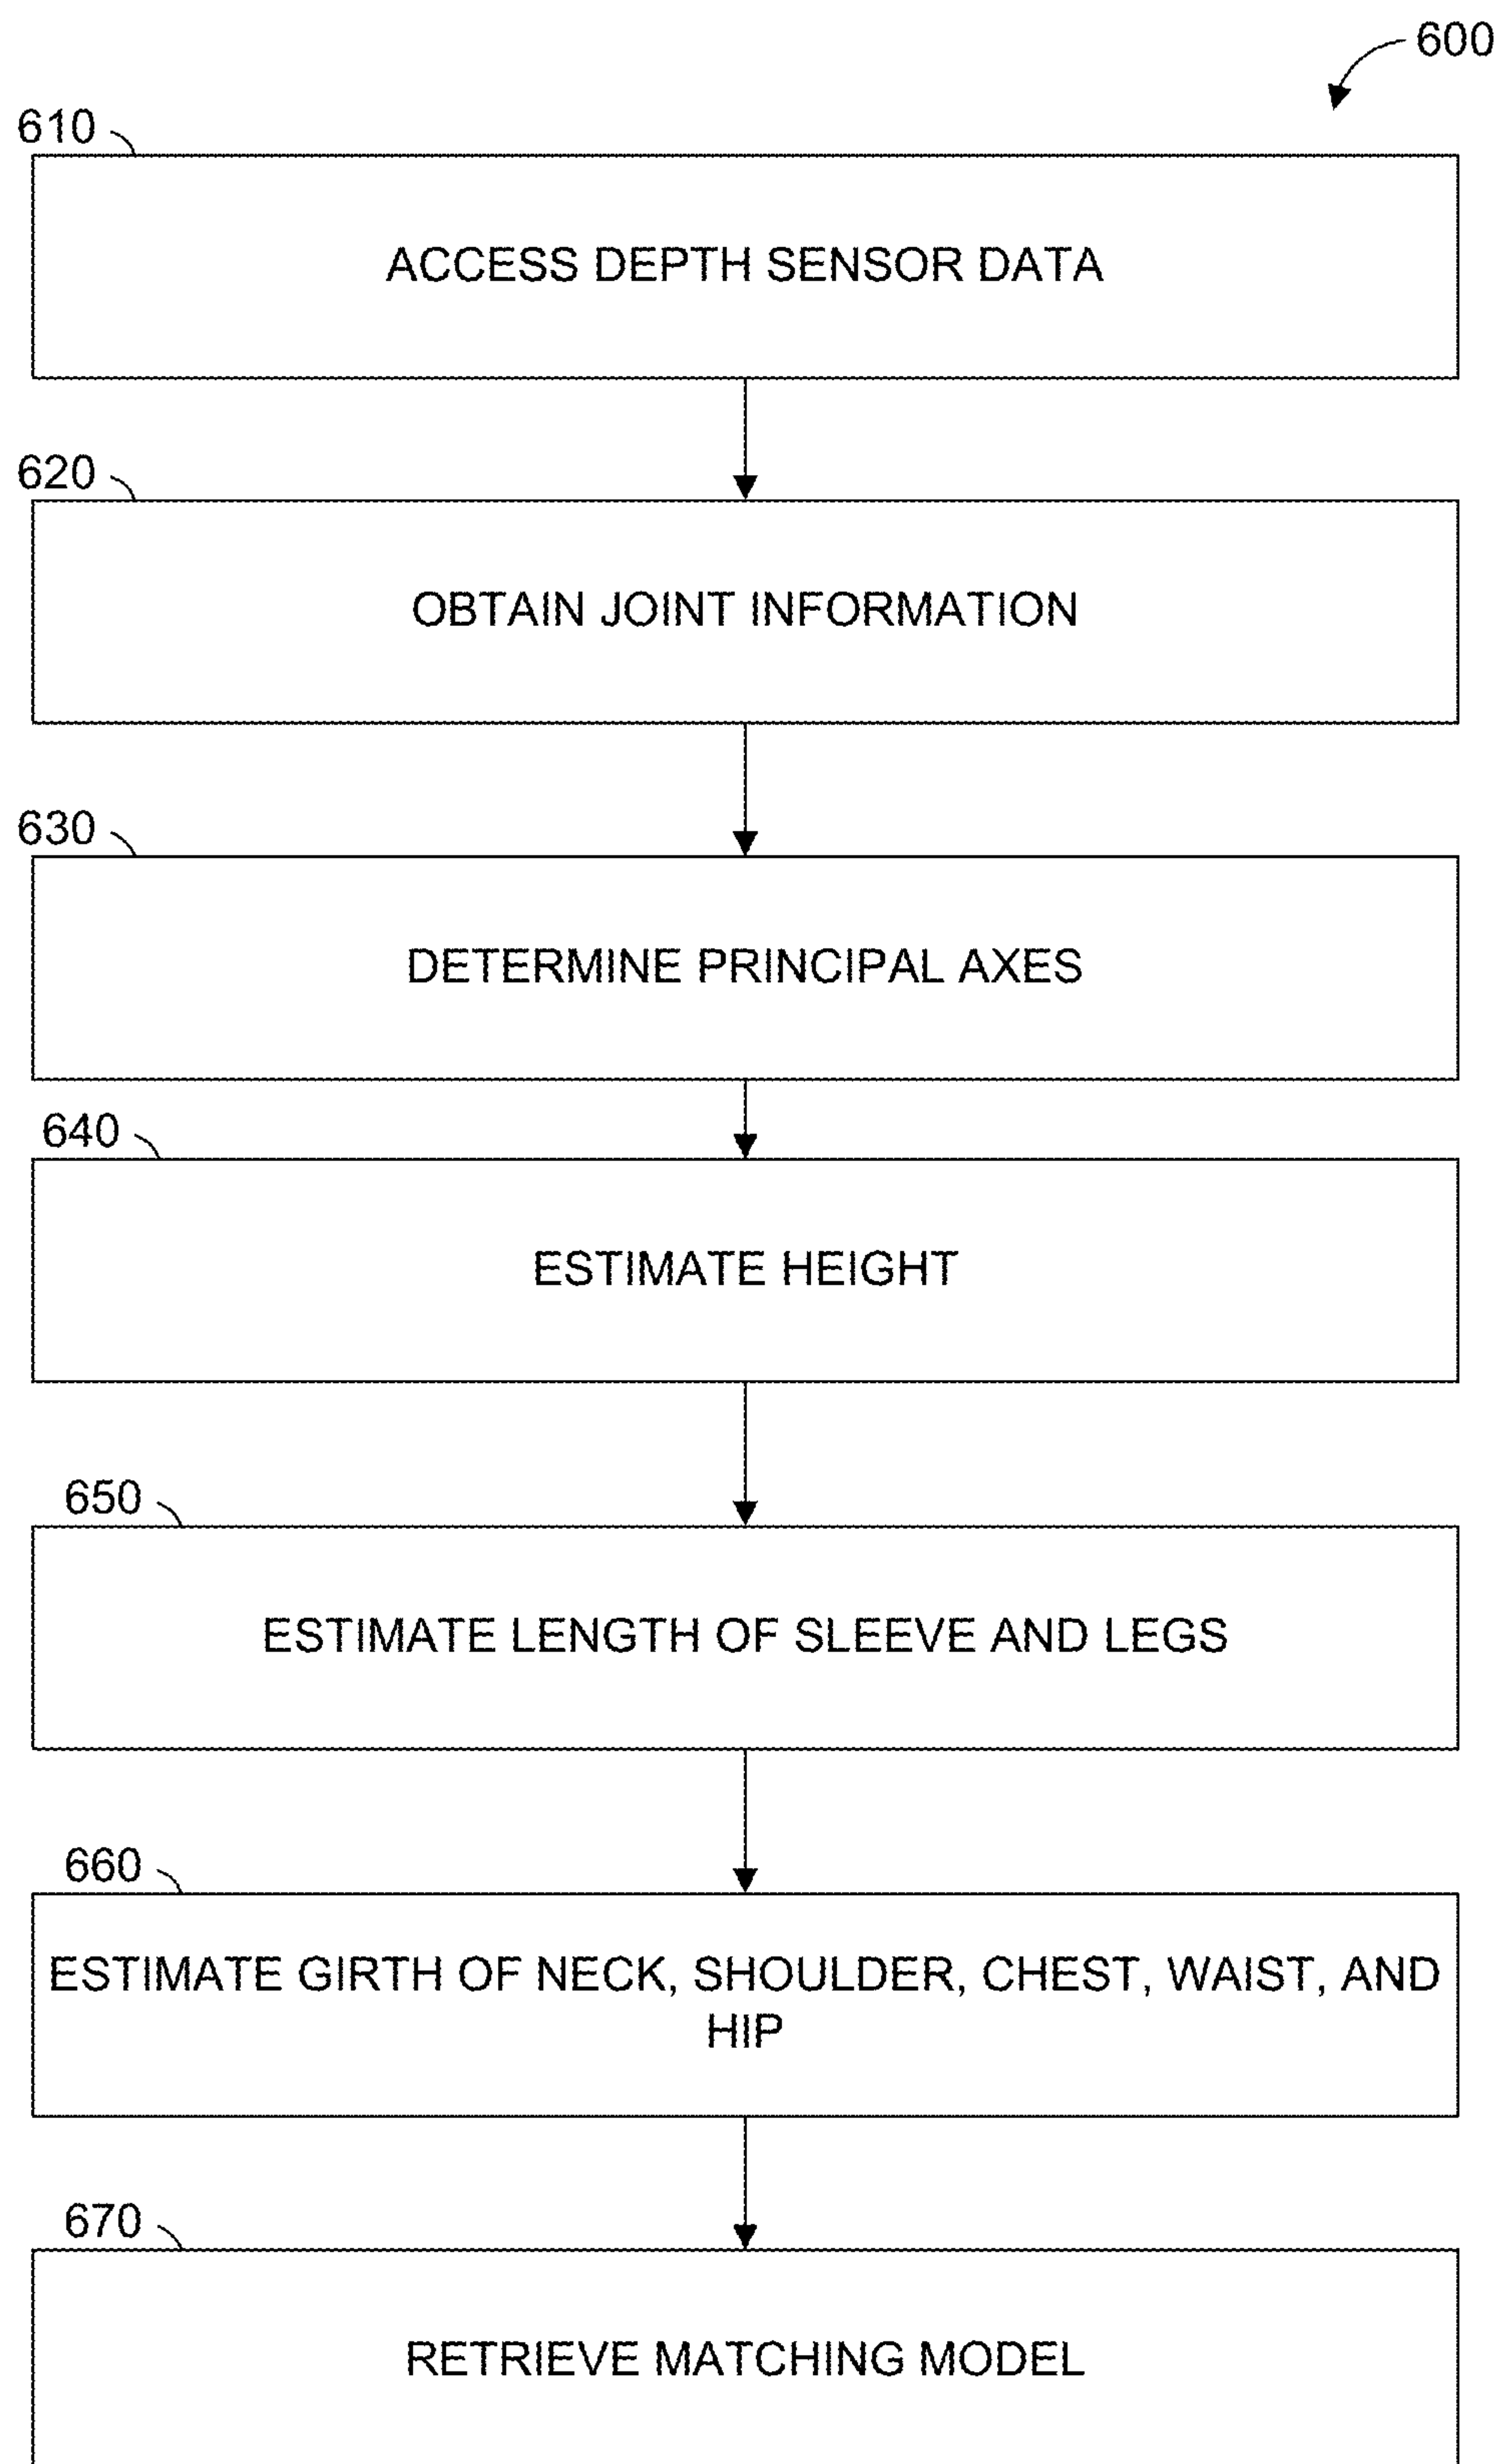 600
610
ACCESS DEPTH SENSOR DATA
620
OBTAIN JOINT INFORMATION
630
DETERMINE PRINCIPAL AXES
640
ESTIMATE HEIGHT
650
ESTIMATE LENGTH OF SLEEVE AND LEGS
660
ESTIMATE GIRTH OF NECK, SHOULDER, CHEST, WAIST, AND
HIP
670
RETRIEVE MATCHING MODEL